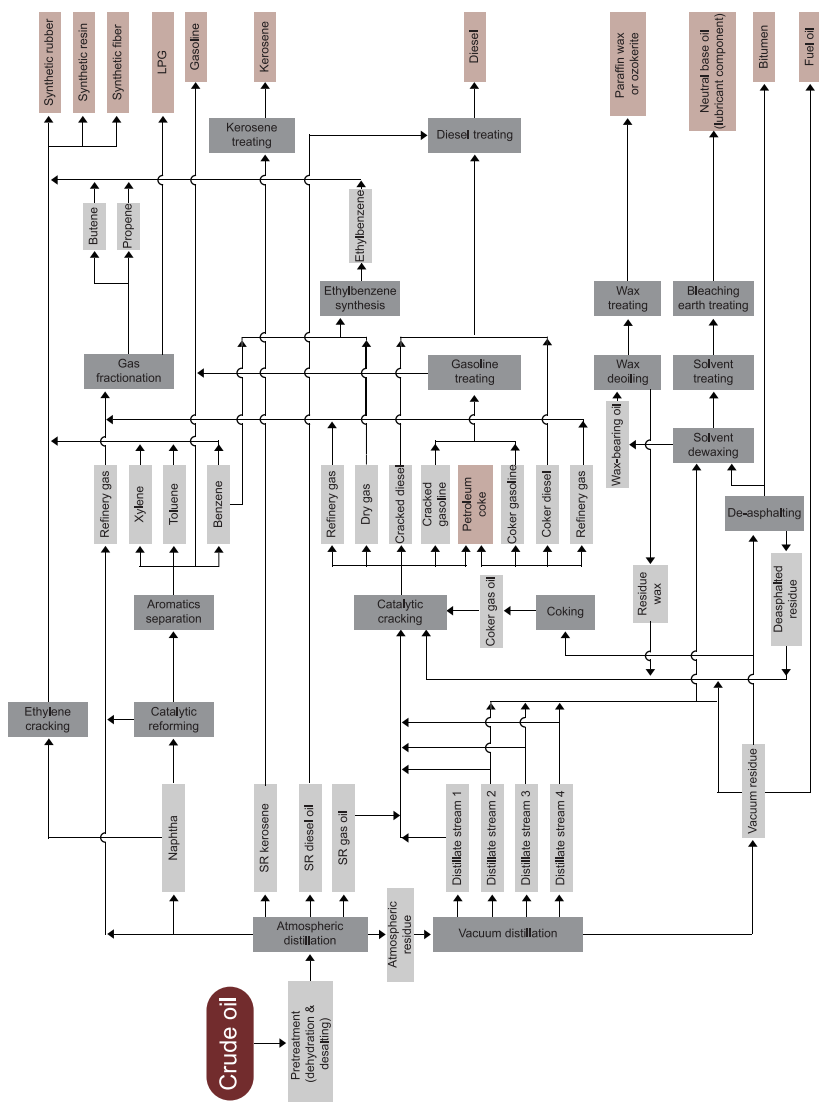 Crude oil
Pretreatment
(dehydration &
desalting)
Atmospheric
distillation
Atmospheric
residue
Vacuum distillation
Naphtha
SR kerosene
SR diesel oil
SR gas oil
Distillate stream 1
Distillate stream 2
Distillate stream 3
Distillate stream 4
Vacuum residue
Ethylene
cracking
Catalytic
reforming
Aromatics
separation
Catalytic
cracking
Coker gas oil
Coking
Residue
wax
Deasphalted
residue
Refinery gas
Xylene
Toluene
Benzene
Refinery gas
Dry gas
Cracked diesel
Cracked
gasoline
Petroleum
coke
Coker gasoline
Coker diesel
Refinery gas
De-asphalting
Gas
fractionation
Gasoline
treating
Wax-bearing oil
Solvent
dewaxing
Wax
deoiling
Solvent
treating
Ethylbenzene
synthesis
Wax
treating
Bleaching
earth treating
Butene
Propene
Ethylbenzene
Kerosene
treating
Diesel treating
Synthetic rubber
Synthetic resin
Synthetic fiber
LPG
Gasoline
Kerosene
Diesel
Paraffin wax
or ozokerite
Neutral base oil
(lubricant component)
Bitumen
Fuel oil